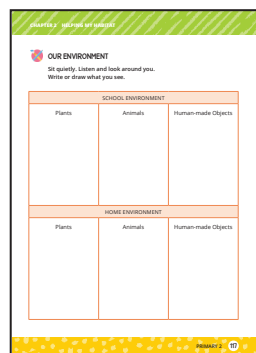 CHAPTER 2 HELPING MY HABITAT
OUR ENVIRONMENT
Sit quietly. Listen and look around you.
Write or draw what you see.
SCHOOL ENVIRONMENT
Plants Animals Human-made Objects
HOME ENVIRONMENT
Plants Animals Human-made Objects
PRIMARY 2 117